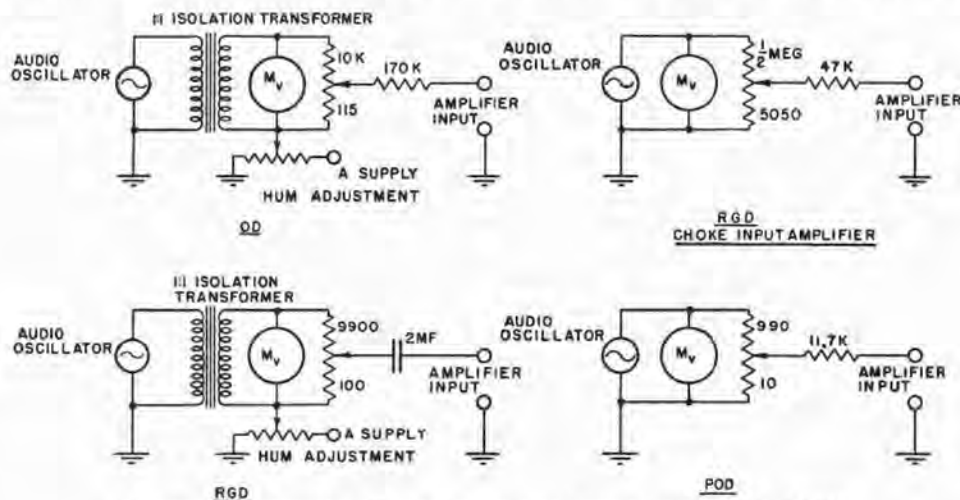 1:1 ISOLATION TRANSFORMER
AUDIO
OSCILLATOR
10K
Mv
115
170K
AMPLIFIER
INPUT
A SUPPLY
HUM ADJUSTMENT
OD
AUDIO
OSCILLATOR
Mv
1/2 MEG
5050
47K
AMPLIFIER
INPUT
RGD
CHOKE INPUT AMPLIFIER
1:1 ISOLATION
TRANSFORMER
AUDIO
OSCILLATOR
Mv
9900
100
2MF
AMPLIFIER
INPUT
A SUPPLY
HUM ADJUSTMENT
RGD
AUDIO
OSCILLATOR
Mv
990
10
11.7K
AMPLIFIER
INPUT
POD